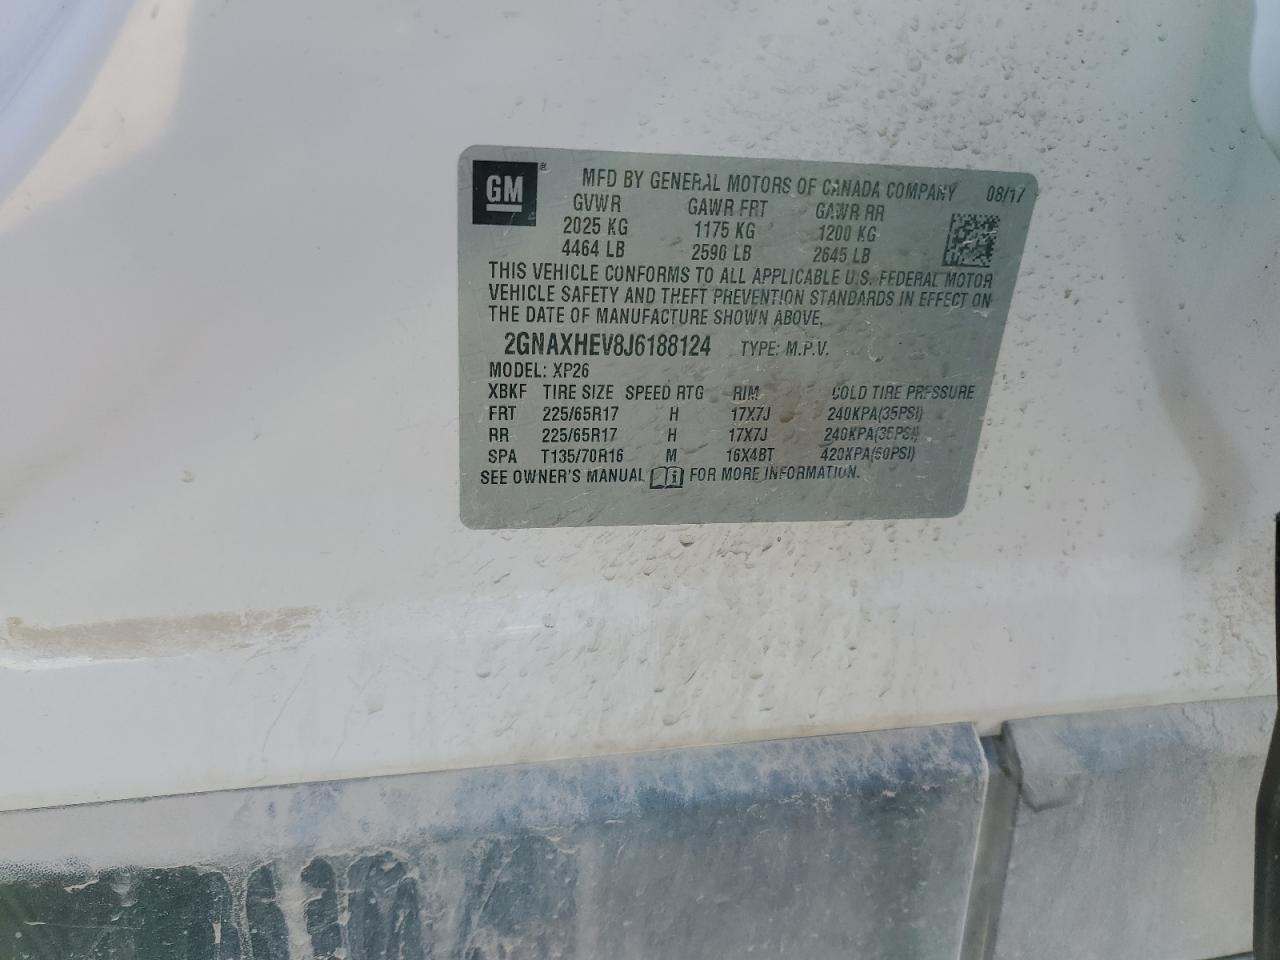 GM ® MFD BY GENERAL MOTORS OF CANADA COMPANY 08/17
GVWR GAWR FRT GAWR RR
2025 KG 1175 KG 1200 KG
4464 LB 2590 LB 2645 LB
THIS VEHICLE CONFORMS TO ALL APPLICABLE U.S. FEDERAL MOTOR
VEHICLE SAFETY AND THEFT PREVENTION STANDARDS IN EFFECT ON
THE DATE OF MANUFACTURE SHOWN ABOVE.
2GNAXHEV8J6188124 TYPE: M.P.V.
MODEL: XP26
XBKF TIRE SIZE SPEED RTG RIM COLD TIRE PRESSURE
FRT 225/65R17 H 17X7J 240KPA(35PSI)
RR 225/65R17 H 17X7J 240KPA(35PSI)
SPA T135/70R16 M 16X4BT 420KPA(60PSI)
SEE OWNER'S MANUAL i FOR MORE INFORMATION.